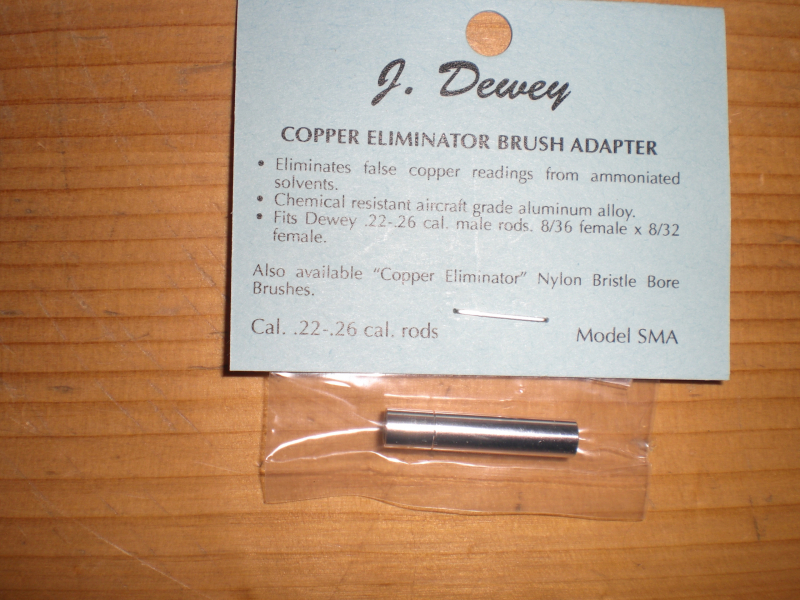 J. Dewey
COPPER ELIMINATOR BRUSH ADAPTER
• Eliminates false copper readings from ammoniated
solvents.
• Chemical resistant aircraft grade aluminum alloy.
• Fits Dewey .22-.26 cal. male rods. 8/36 female x 8/32
female.
Also available "Copper Eliminator" Nylon Bristle Bore
Brushes.
Cal. .22-.26 cal. rods
Model SMA